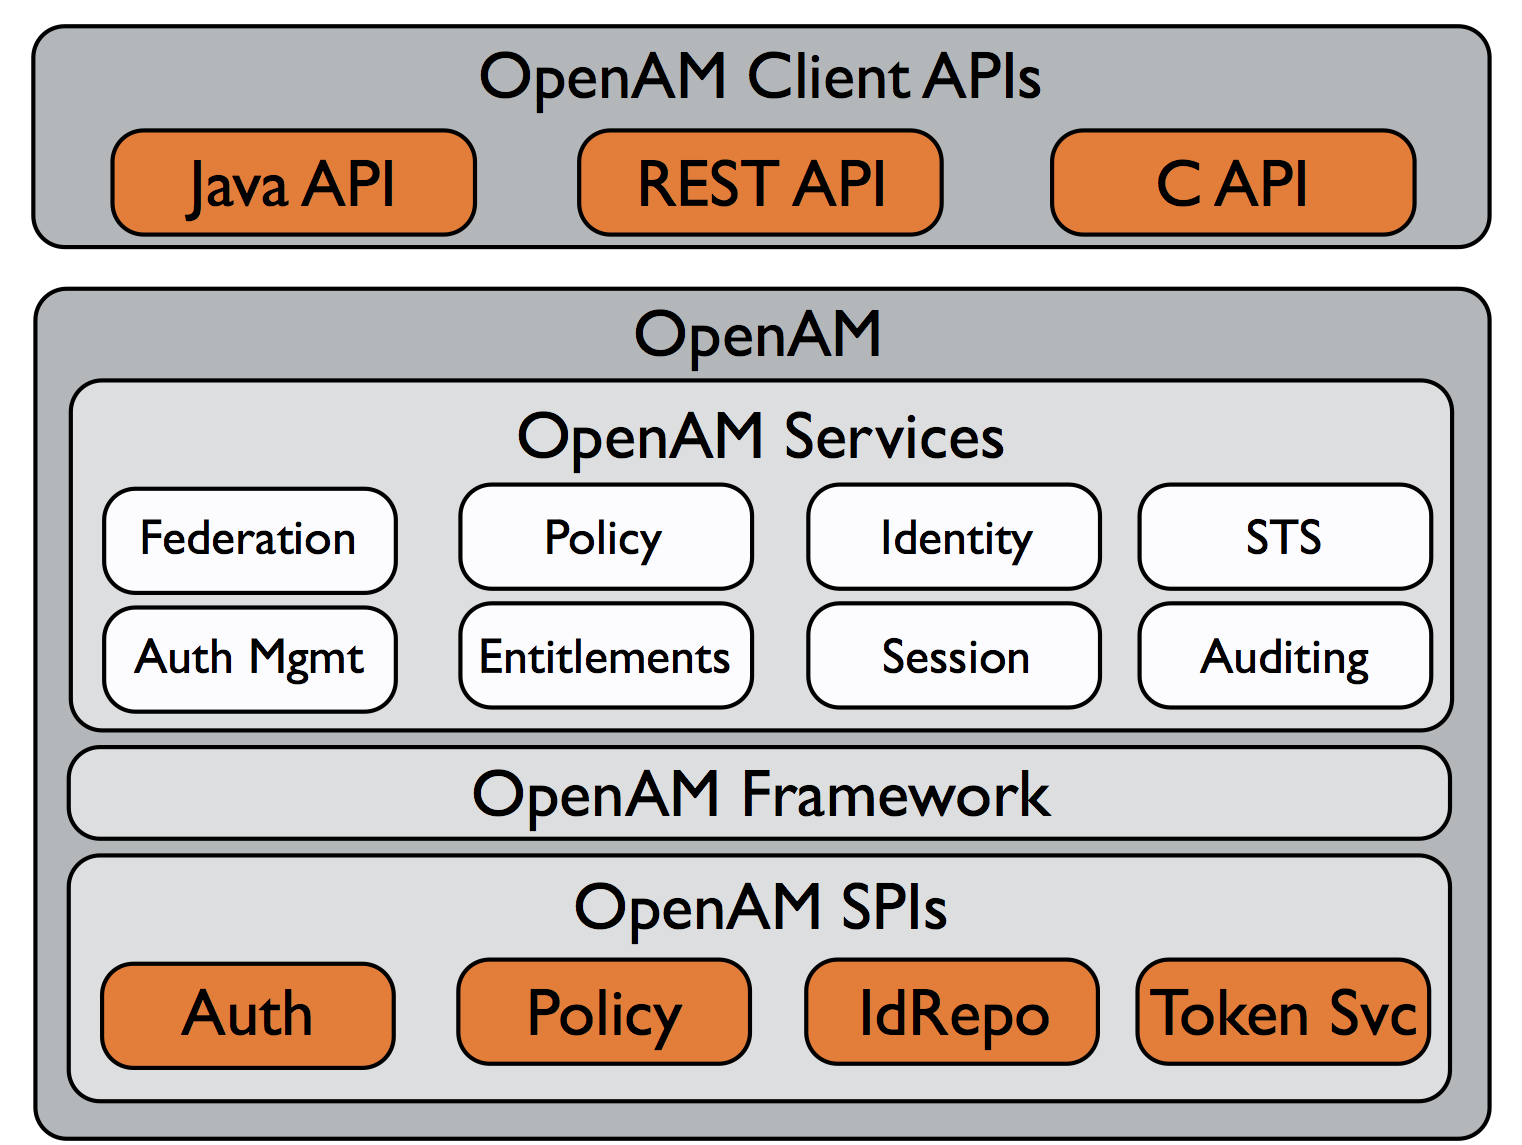 OpenAM Client APIs
Java API
REST API
C API
OpenAM
OpenAM Services
Federation
Policy
Identity
STS
Auth Mgmt
Entitlements
Session
Auditing
OpenAM Framework
OpenAM SPIs
Auth
Policy
IdRepo
Token Svc